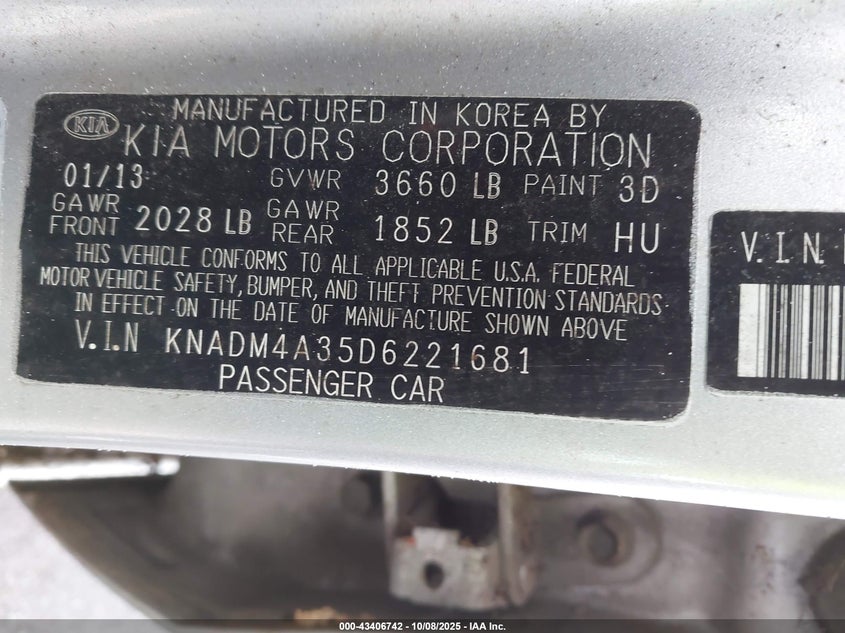 MANUFACTURED IN KOREA BY
KIA KIA MOTORS CORPORATION
01/13 GVWR 3660 LB PAINT 3D
GAWR FRONT 2028 LB GAWR REAR 1852 LB TRIM HU
THIS VEHICLE CONFORMS TO ALL APPLICABLE U.S.A. FEDERAL
MOTOR VEHICLE SAFETY, BUMPER, AND THEFT PREVENTION STANDARDS
IN EFFECT ON THE DATE OF MANUFACTURE SHOWN ABOVE
V.I.N KNADM4A35D6221681
PASSENGER CAR
V.I.N.
000-43406742 - 10/08/2025 - IAA Inc.